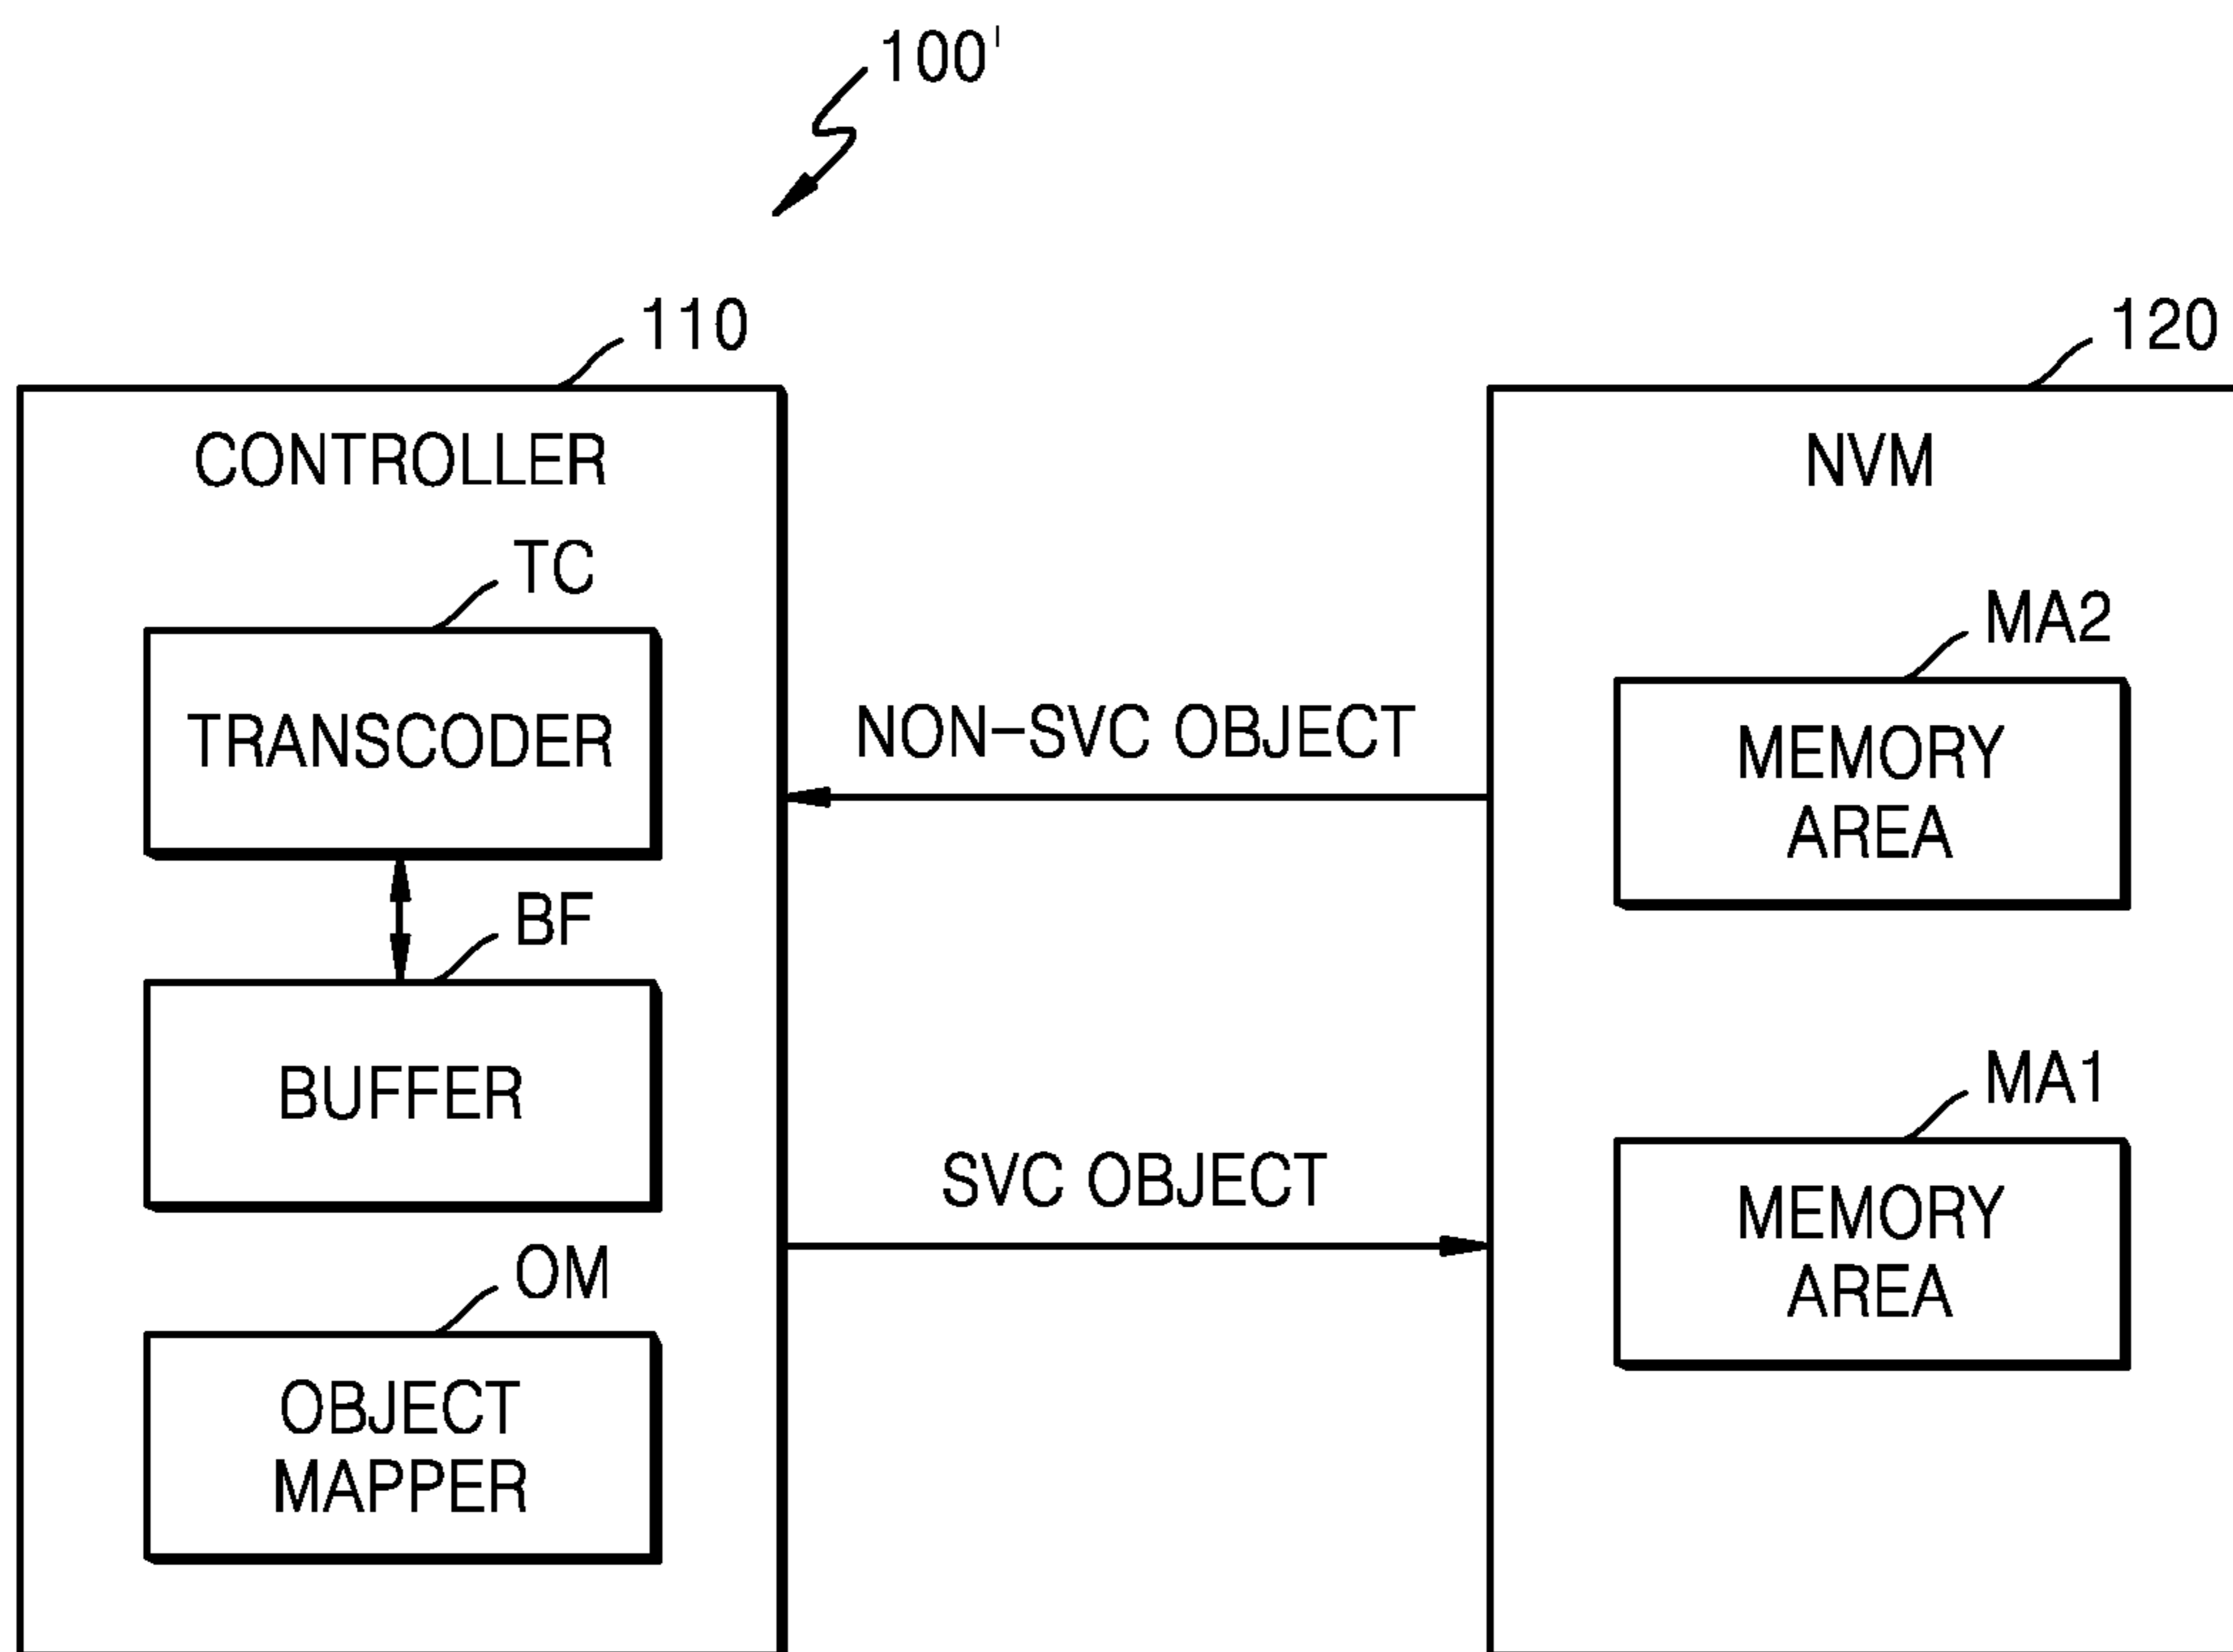 100'
110
120
CONTROLLER
NVM
TC
TRANSCODER
BF
BUFFER
OM
OBJECT
MAPPER
NON-SVC OBJECT
SVC OBJECT
MA2
MEMORY
AREA
MA1
MEMORY
AREA